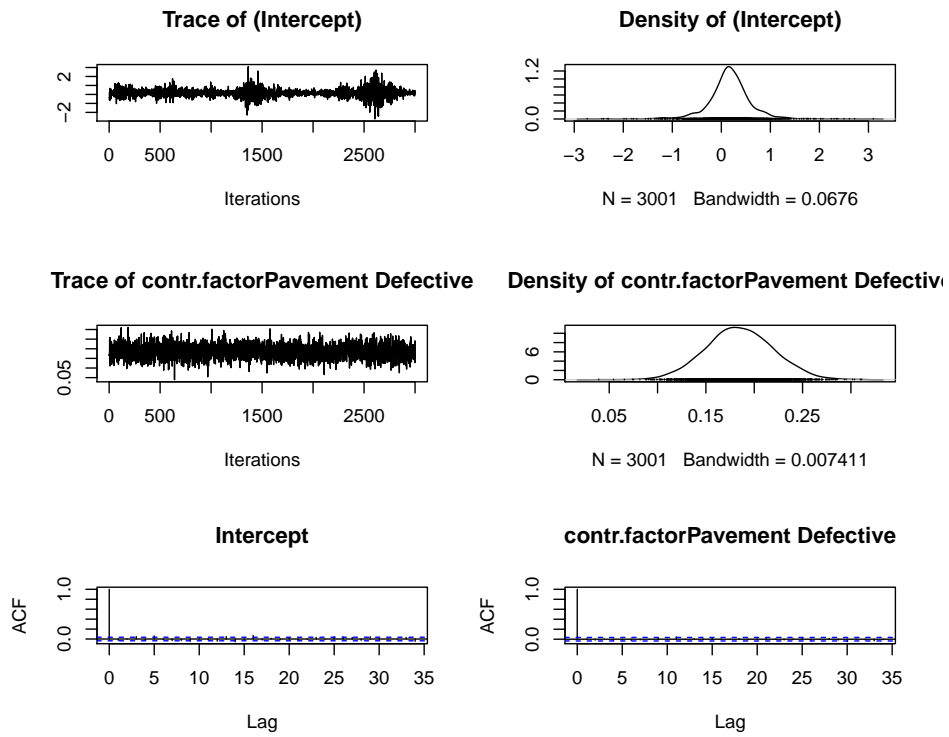 Trace of (Intercept)
2
−2
0 500 1500 2500
Iterations
Density of (Intercept)
1.2
0.0
−3 −2 −1 0 1 2 3
N = 3001 Bandwidth = 0.0676
Trace of contr.factorPavement Defective
0.05
0 500 1500 2500
Iterations
Density of contr.factorPavement Defective
6
0
0.05 0.15 0.25
N = 3001 Bandwidth = 0.007411
Intercept
ACF
1.0
0.0
0 5 10 15 20 25 30 35
Lag
contr.factorPavement Defective
ACF
1.0
0.0
0 5 10 15 20 25 30 35
Lag